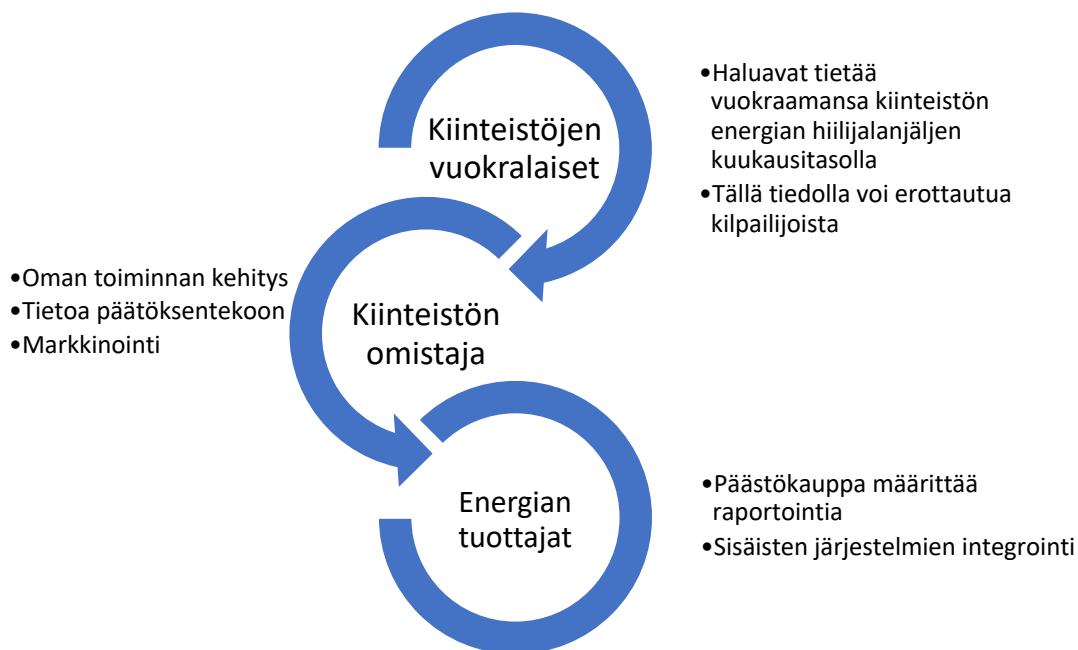 Kiinteistöjen
vuokralaiset
•Haluavat tietää
vuokraamansa kiinteistön
energian hiilijalanjäljen
kuukausitasolla
•Tällä tiedolla voi erottautua
kilpailijoista
•Oman toiminnan kehitys
•Tietoa päätöksentekoon
•Markkinointi
Kiinteistön
omistaja
Energian
tuottajat
•Päästökauppa määrittää
raportointia
•Sisäisten järjestelmien integrointi